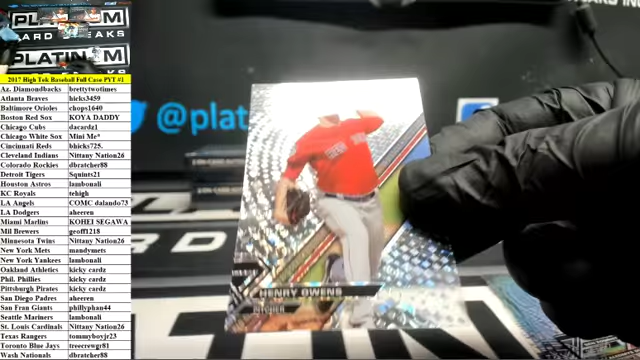 PLATINUM
CARD BREAKS
PLATINUM
2017 High Tek Baseball Full Case PYT #1
Az. Diamondbacks brettytwotimes
Atlanta Braves hicks3459
Baltimore Orioles chops1640
Boston Red Sox KOYA DADDY
Chicago Cubs dacardz1
Chicago White Sox Mini Me*
Cincinnati Reds bhicks725.
Cleveland Indians Nittany Nation26
Colorado Rockies dbratcher88
Detroit Tigers Squints21
Houston Astros lambonali
KC Royals tehigh
LA Angels COMC dalando73
LA Dodgers aheeren
Miami Marlins KOHEI SEGAWA
Mil Brewers geoff1218
Minnesota Twins Nittany Nation26
New York Mets mandymets
New York Yankees lambonali
Oakland Athletics kicky cardz
Phil. Phillies kicky cardz
Pittsburgh Pirates kicky cardz
San Diego Padres aheeren
San Fran Giants phillyphan44
Seattle Mariners lambonali
St. Louis Cardinals Nittany Nation26
Texas Rangers tommyboyjr23
Toronto Blue Jays treecrewgr81
Wash Nationals dbratcher88
@plat
HENRY OWENS
PITCHER